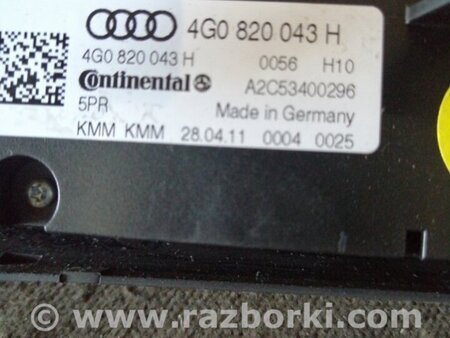 4G0 820 043 H
4G0 820 043 H 0056 H10
Continental A2C53400296
5PR Made in Germany
KMM KMM 28.04.11 0004 0025
www.razborki.com